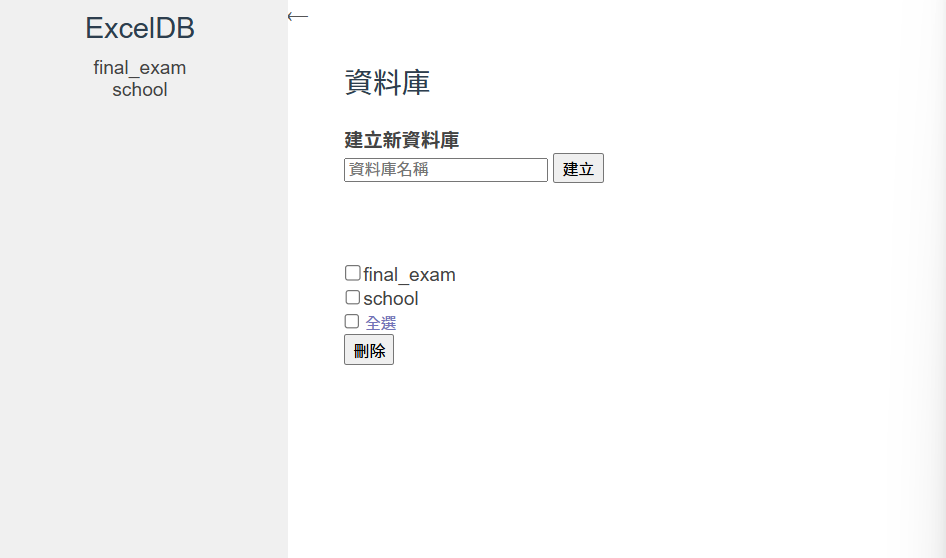 ExcelDB
final_exam
school
←
資料庫
建立新資料庫
資料庫名稱 建立
final_exam
school
全選
刪除